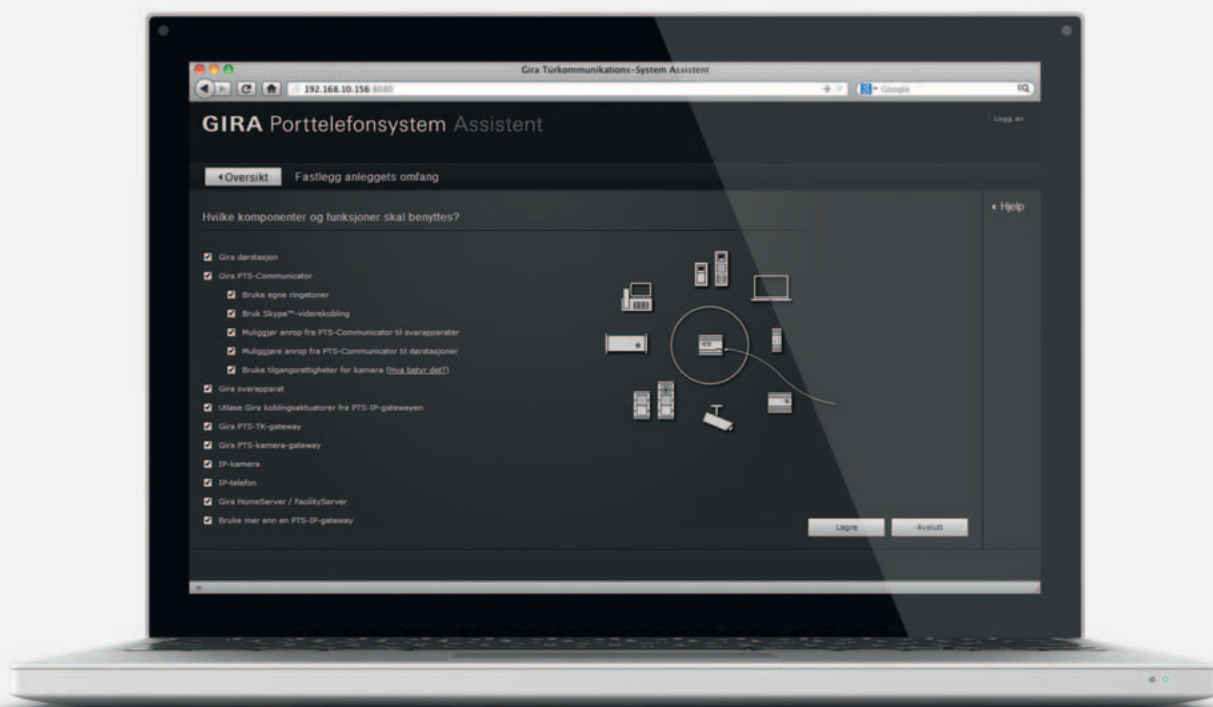 Gira Türkommunikations-System Assistent
192.168.10.156:8080
Google
GIRA Porttelefonsystem Assistent
Logg av
Oversikt
Fastlegg anleggets omfang
Hjelp
Hvilke komponenter og funksjoner skal benyttes?
Gira dørstasjon
Gira PTS-Communicator
Bruke egne ringetoner
Bruk Skype™-viderekobling
Muliggjør anrop fra PTS-Communicator til svarapparater
Muliggjøre anrop fra PTS-Communicator til dørstasjoner
Bruke tilgangsrettigheter for kamera (Hva betyr det?)
Gira svarapparat
Utløse Gira koblingsaktuatorer fra PTS-IP-gatewayen
Gira PTS-TK-gateway
Gira PTS-kamera-gateway
IP-kamera
IP-telefon
Gira HomeServer / FacilityServer
Bruke mer enn en PTS-IP-gateway
Lagre
Avslutt